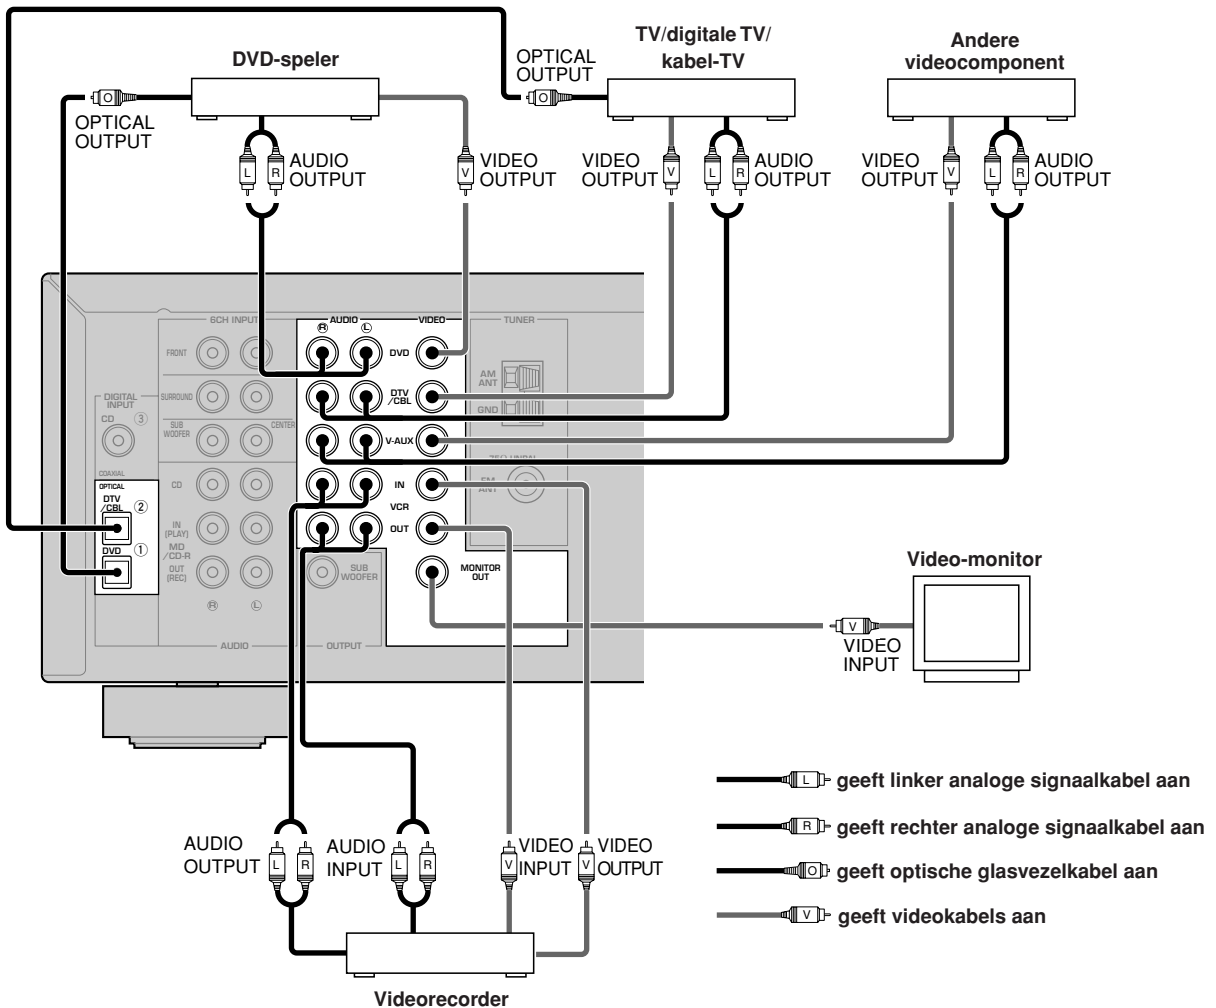 DVD-speler
TV/digitale TV/
kabel-TV
Andere
videocomponent
OPTICAL
OUTPUT
O
OPTICAL
OUTPUT
O
L
R
AUDIO
OUTPUT
V
VIDEO
OUTPUT
VIDEO
OUTPUT
V
L
R
AUDIO
OUTPUT
VIDEO
OUTPUT
V
L
R
AUDIO
OUTPUT
6CH INPUT
AUDIO
VIDEO
TUNER
R
L
FRONT
DVD
AM
ANT
SURROUND
DTV
/CBL
GND
DIGITAL
INPUT
CD ③
SUB
WOOFER
CENTER
V-AUX
75Ω UNBAL.
COAXIAL
OPTICAL
CD
IN
FM
ANT
DTV
/CBL ②
VCR
IN
(PLAY)
OUT
MD
/CD-R
DVD ①
OUT
(REC)
SUB
WOOFER
MONITOR
OUT
R
L
AUDIO
OUTPUT
Video-monitor
V
VIDEO
INPUT
L geeft linker analoge signaalkabel aan
R geeft rechter analoge signaalkabel aan
O geeft optische glasvezelkabel aan
V geeft videokabels aan
AUDIO
OUTPUT
L
R
AUDIO
INPUT
L
R
V
VIDEO
INPUT
V
VIDEO
OUTPUT
Videorecorder